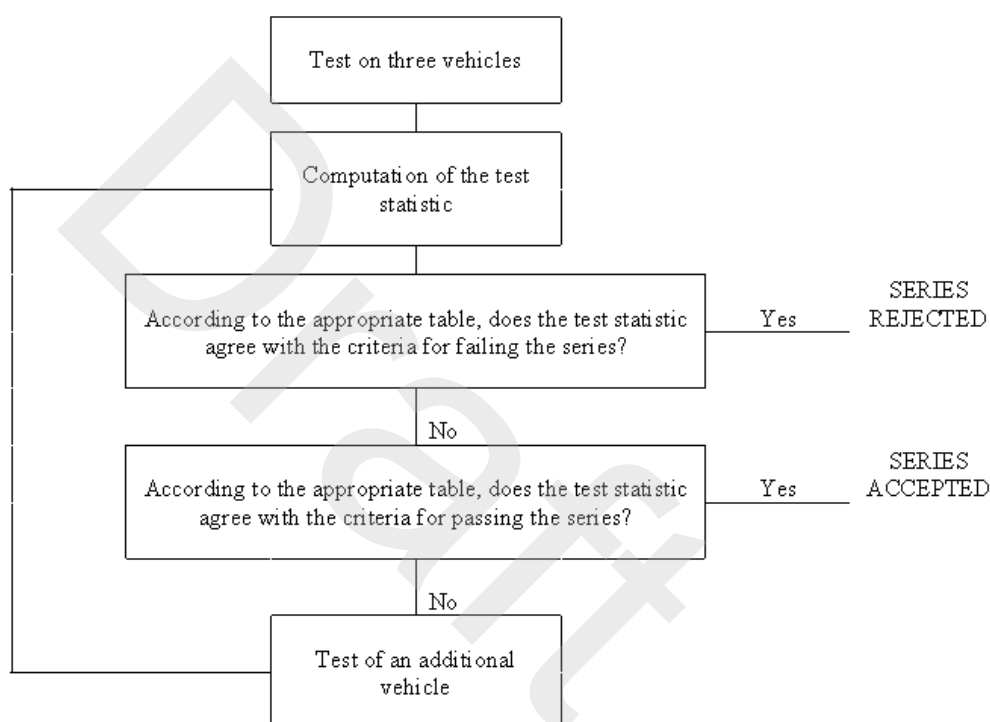 Test on three vehicles
Computation of the test
statistic
According to the appropriate table, does the test statistic
agree with the criteria for failing the series?
Yes
SERIES
REJECTED
No
According to the appropriate table, does the test statistic
agree with the criteria for passing the series?
Yes
SERIES
ACCEPTED
No
Test of an additional
vehicle
Draft